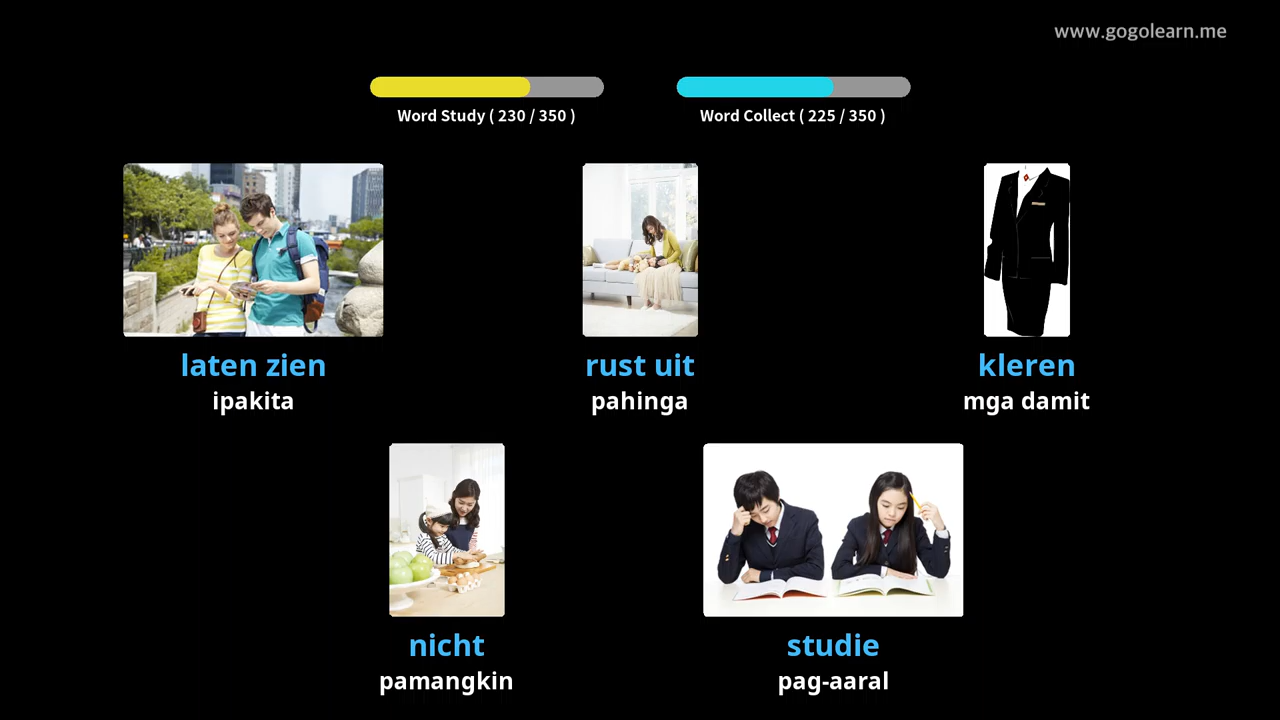 www.gogolearn.me
Word Study ( 230 / 350 )
Word Collect ( 225 / 350 )
laten zien
ipakita
rust uit
pahinga
kleren
mga damit
nicht
pamangkin
studie
pag-aaral